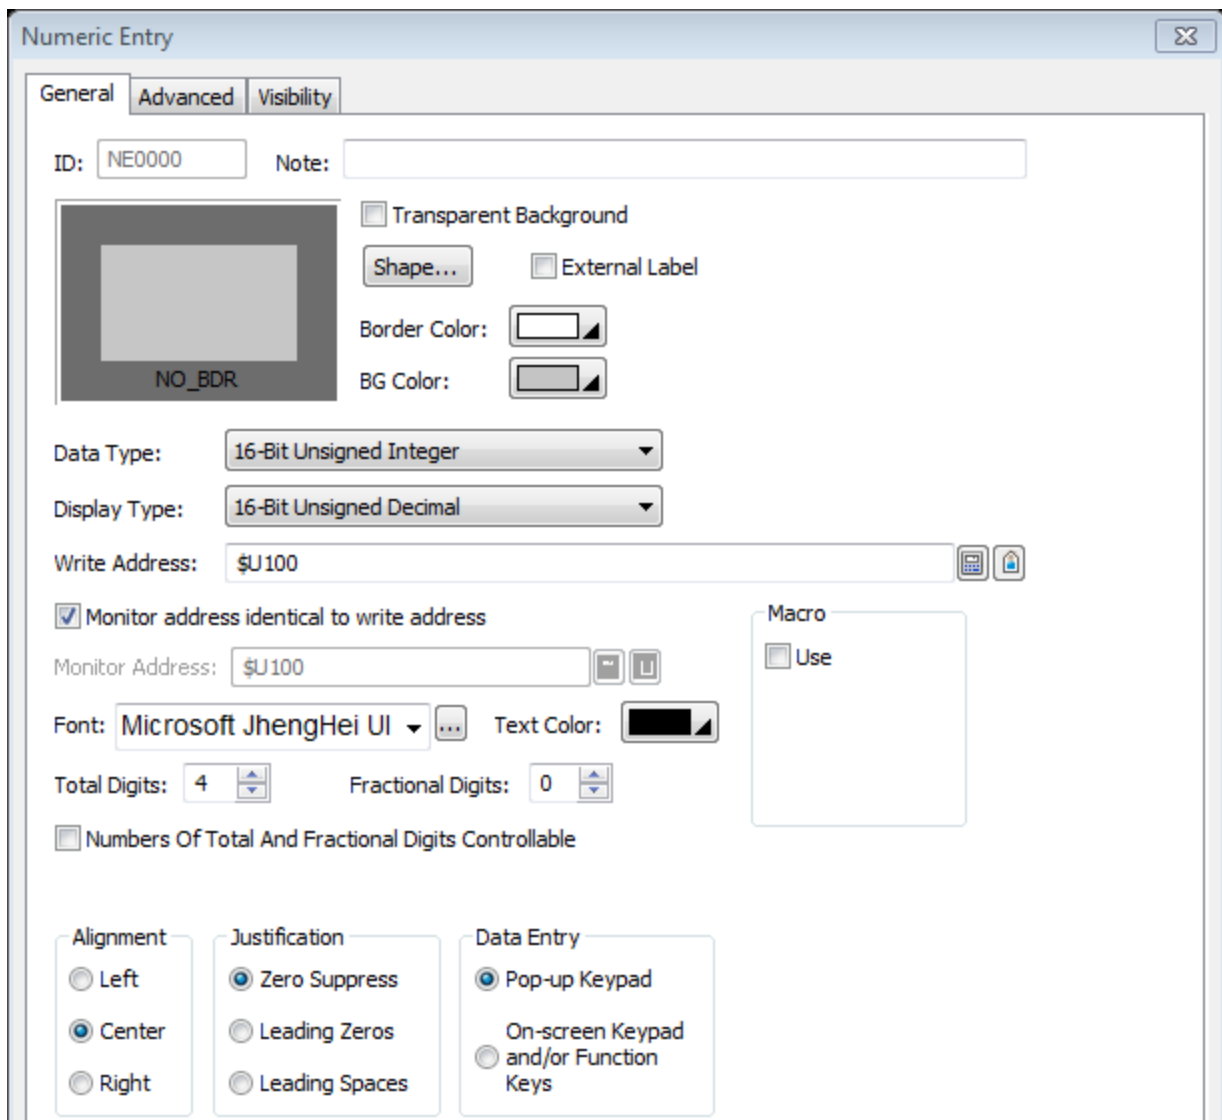 Numeric Entry
General Advanced Visibility
ID: NE0000 Note:
Transparent Background
Shape... External Label
Border Color:
NO_BDR BG Color:
Data Type: 16-Bit Unsigned Integer
Display Type: 16-Bit Unsigned Decimal
Write Address: $U100
Monitor address identical to write address Macro
Monitor Address: $U100 Use
Font: Microsoft JhengHei UI ... Text Color:
Total Digits: 4 Fractional Digits: 0
Numbers Of Total And Fractional Digits Controllable
Alignment Justification Data Entry
Left Zero Suppress Pop-up Keypad
Center Leading Zeros On-screen Keypad
and/or Function
Right Leading Spaces Keys